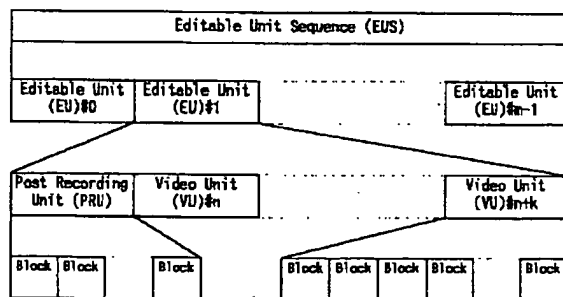 Editable Unit Sequence (EUS)
Editable Unit (EU)#0
Editable Unit (EU)#1
Editable Unit (EU)#m-1
Post Recording Unit (PRU)
Video Unit (VU)#n
Video Unit (VU)#n+k
Block Block Block Block Block Block Block Block